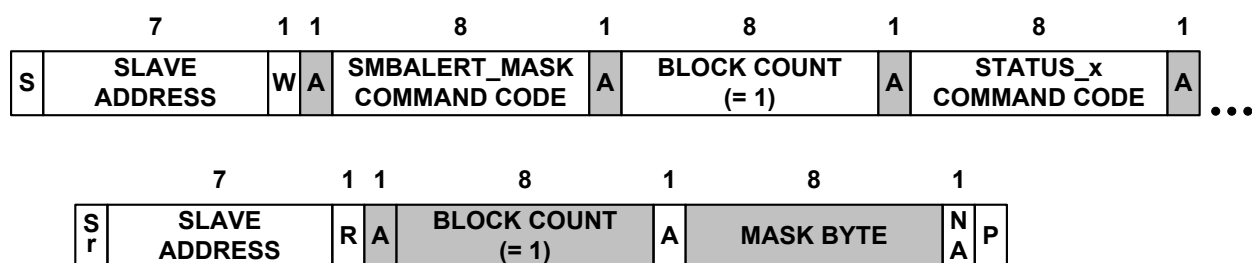 7 1 1 8 1 8 1 8 1
S SLAVE ADDRESS W A SMBALERT_MASK COMMAND CODE A BLOCK COUNT (= 1) A STATUS_x COMMAND CODE A •••
7 1 1 8 1 8 1
Sr SLAVE ADDRESS R A BLOCK COUNT (= 1) A MASK BYTE NA P